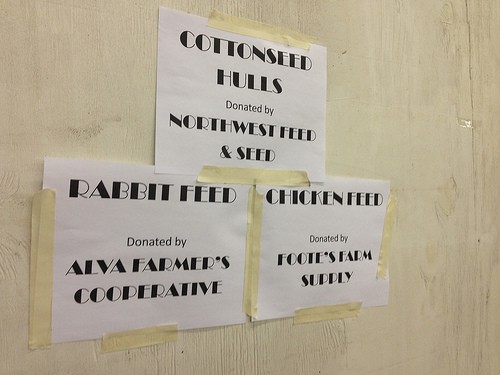 COTTONSEED
HULLS
Donated by
NORTHWEST FEED
& SEED
RABBIT FEED
Donated by
ALVA FARMER'S
COOPERATIVE
CHICKEN FEED
Donated by
FOOTE'S FARM
SUPPLY